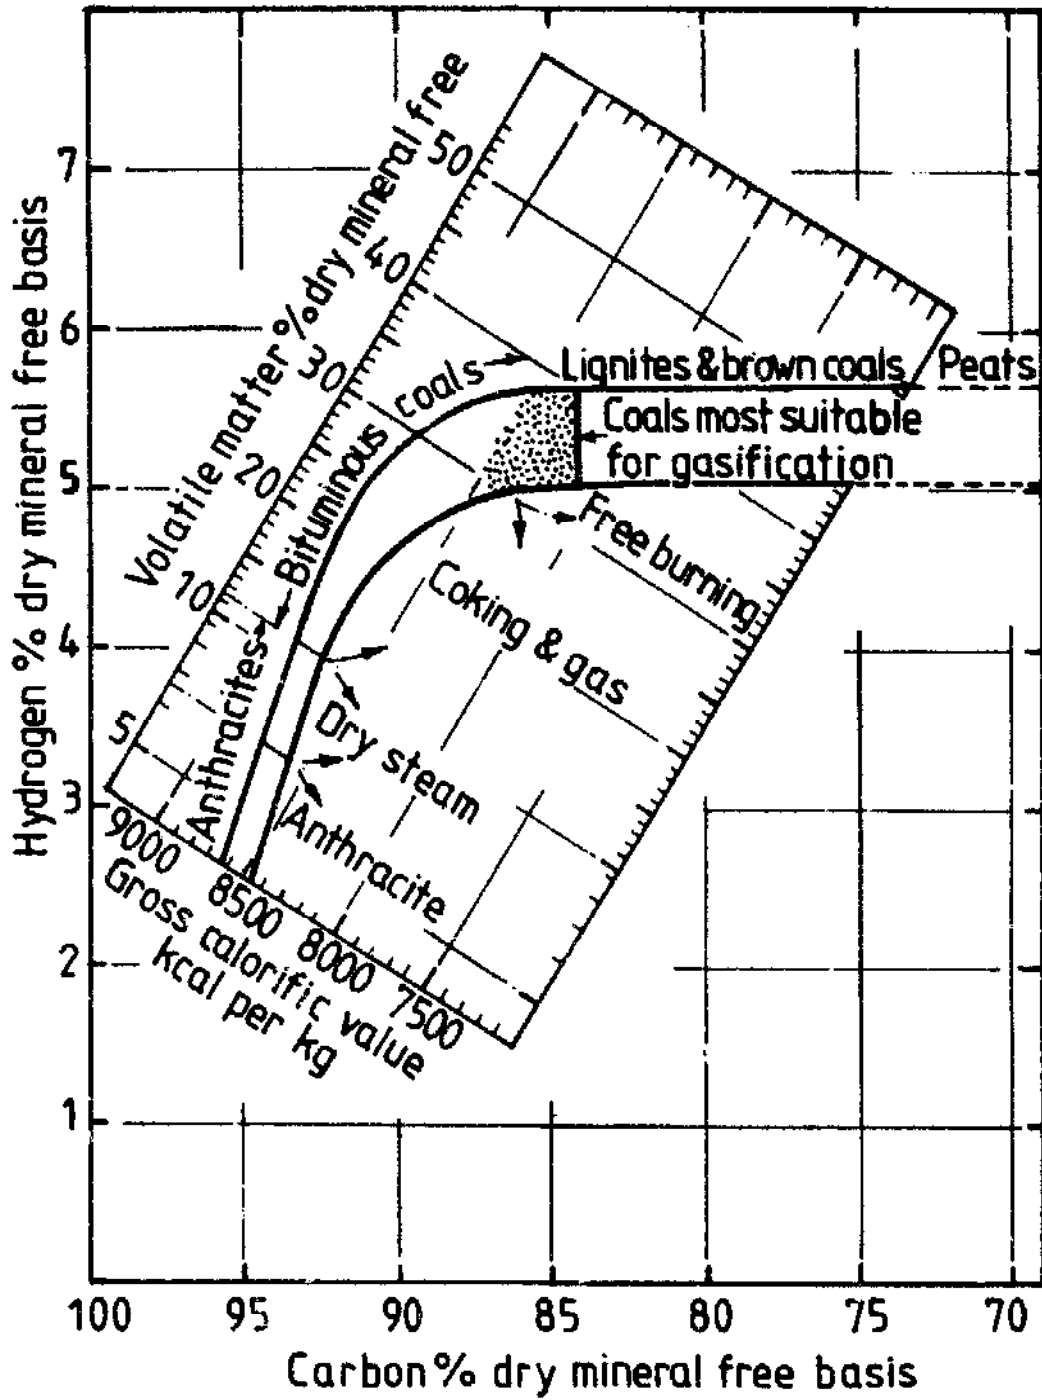 Hydrogen % dry mineral free basis
7
6
5
4
3
2
1
Volatile matter % dry mineral free
50
40
30
20
10
5
Bituminous coals
Anthracites
Lignites & brown coals
Peats
Coals most suitable
for gasification
Free burning
Coking & gas
Dry steam
Anthracite
9000
8500
8000
7500
Gross calorific value
kcal per kg
100
95
90
85
80
75
70
Carbon % dry mineral free basis